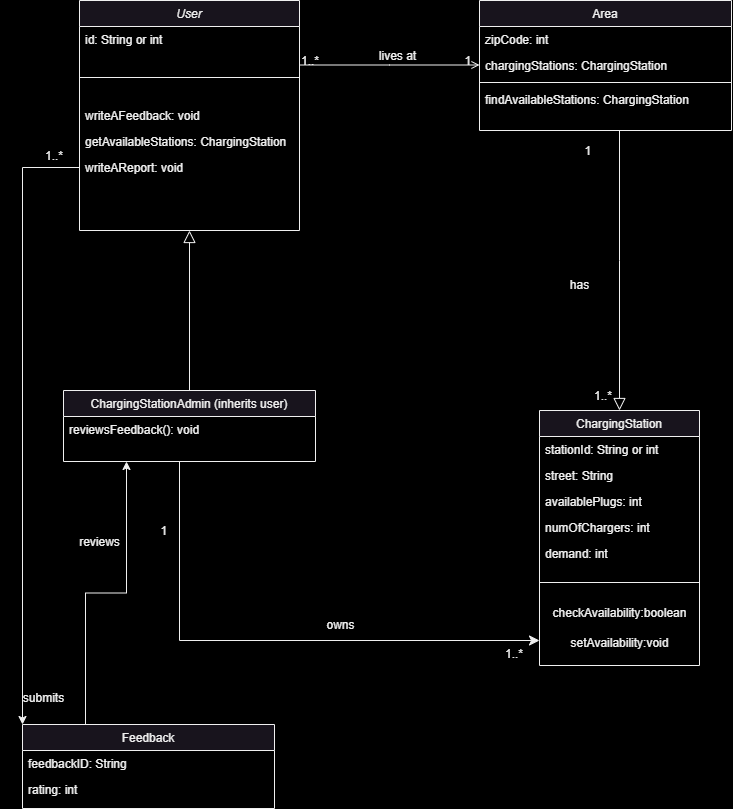 User
id: String or int
writeAFeedback: void
getAvailableStations: ChargingStation
writeAReport: void
1..*
lives at
1
Area
zipCode: int
chargingStations: ChargingStation
findAvailableStations: ChargingStation
1..*
1
has
1..*
ChargingStationAdmin (inherits user)
reviewsFeedback(): void
ChargingStation
stationId: String or int
street: String
availablePlugs: int
numOfChargers: int
demand: int
checkAvailability:boolean
setAvailability:void
1
reviews
owns
1..*
submits
Feedback
feedbackID: String
rating: int